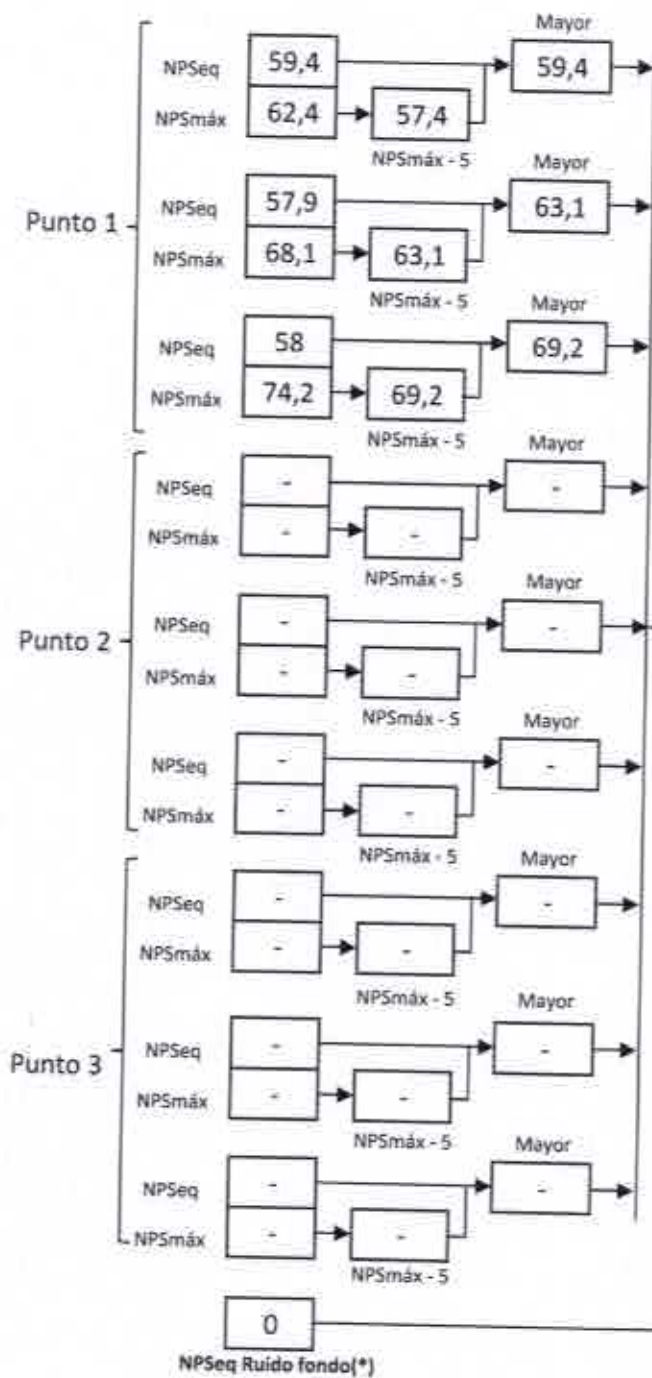 Mayor
NPSeq 59,4 59,4
NPSmáx 62,4 57,4
NPSmáx - 5
Mayor
Punto 1
NPSeq 57,9 63,1
NPSmáx 68,1 63,1
NPSmáx - 5
Mayor
NPSeq 58 69,2
NPSmáx 74,2 69,2
NPSmáx - 5
Mayor
NPSeq - -
NPSmáx - -
NPSmáx - 5
Mayor
Punto 2
NPSeq - -
NPSmáx - -
NPSmáx - 5
Mayor
NPSeq - -
NPSmáx - -
NPSmáx - 5
Mayor
NPSeq - -
NPSmáx - -
NPSmáx - 5
Mayor
Punto 3
NPSeq - -
NPSmáx - -
NPSmáx - 5
Mayor
NPSeq - -
NPSmáx - -
NPSmáx - 5
0
NPSeq Ruido fondo(*)